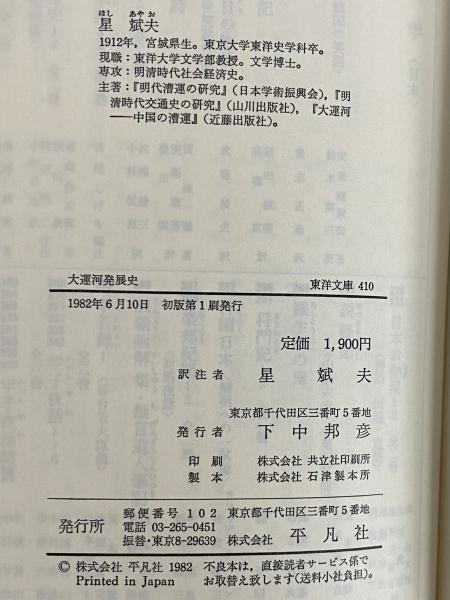 ほし あやお
星 斌夫
1912年,宮城県生。東京大学東洋史学科卒。
現職:東洋大学文学部教授。文学博士。
専攻:明清時代社会経済史。
主著:『明代漕運の研究』(日本学術振興会),『明
清時代交通史の研究』(山川出版社),『大運河
――中国の漕運』(近藤出版社)。
大運河発展史 東洋文庫 410
1982年6月10日 初版第1刷発行
定価 1,900円
訳注者 星 斌夫
東京都千代田区三番町5番地
発行者 下中邦彦
印刷 株式会社 共立社印刷所
製本 株式会社 石津製本所
発行所 郵便番号 102 東京都千代田区三番町5番地
電話 03-265-0451
振替・東京8-29639 株式会社 平凡社
© 株式会社 平凡社 1982 不良本は,直接読者サービス係で
Printed in Japan お取替え致します(送料小社負担)。